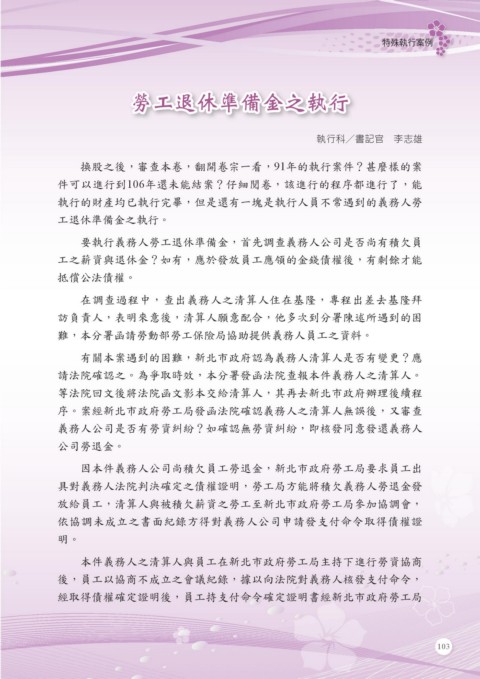 特殊執行案例
勞工退休準備金之執行
執行科／書記官　李志雄
換股之後，審查本卷，翻開卷宗一看，91年的執行案件？甚麼樣的案
件可以進行到106年還未能結案？仔細閱卷，該進行的程序都進行了，能
執行的財產均已執行完畢，但是還有一塊是執行人員不常遇到的義務人勞
工退休準備金之執行。
要執行義務人勞工退休準備金，首先調查義務人公司是否尚有積欠員
工之薪資與退休金？如有，應於發放員工應領的金錢債權後，有剩餘才能
抵償公法債權。
在調查過程中，查出義務人之清算人住在基隆，專程出差去基隆拜
訪負責人，表明來意後，清算人願意配合，他多次到分署陳述所遇到的困
難，本分署函請勞動部勞工保險局協助提供義務人員工之資料。
有關本案遇到的困難，新北市政府認為義務人清算人是否有變更？應
請法院確認之。為爭取時效，本分署發函法院查報本件義務人之清算人。
等法院回文後將法院函文影本交給清算人，其再去新北市政府辦理後續程
序。案經新北市政府勞工局發函法院確認義務人之清算人無誤後，又審查
義務人公司是否有勞資糾紛？如確認無勞資糾紛，即核發同意發還義務人
公司勞退金。
因本件義務人公司尚積欠員工勞退金，新北市政府勞工局要求員工出
具對義務人法院判決確定之債權證明，勞工局方能將積欠義務人勞退金發
放給員工，清算人與被積欠薪資之勞工至新北市政府勞工局參加協調會，
依協調未成立之書面紀錄方得對義務人公司申請發支付命令取得債權證
明。
本件義務人之清算人與員工在新北市政府勞工局主持下進行勞資協商
後，員工以協商不成立之會議紀錄，據以向法院對義務人核發支付命令，
經取得債權確定證明後，員工持支付命令確定證明書經新北市政府勞工局
103